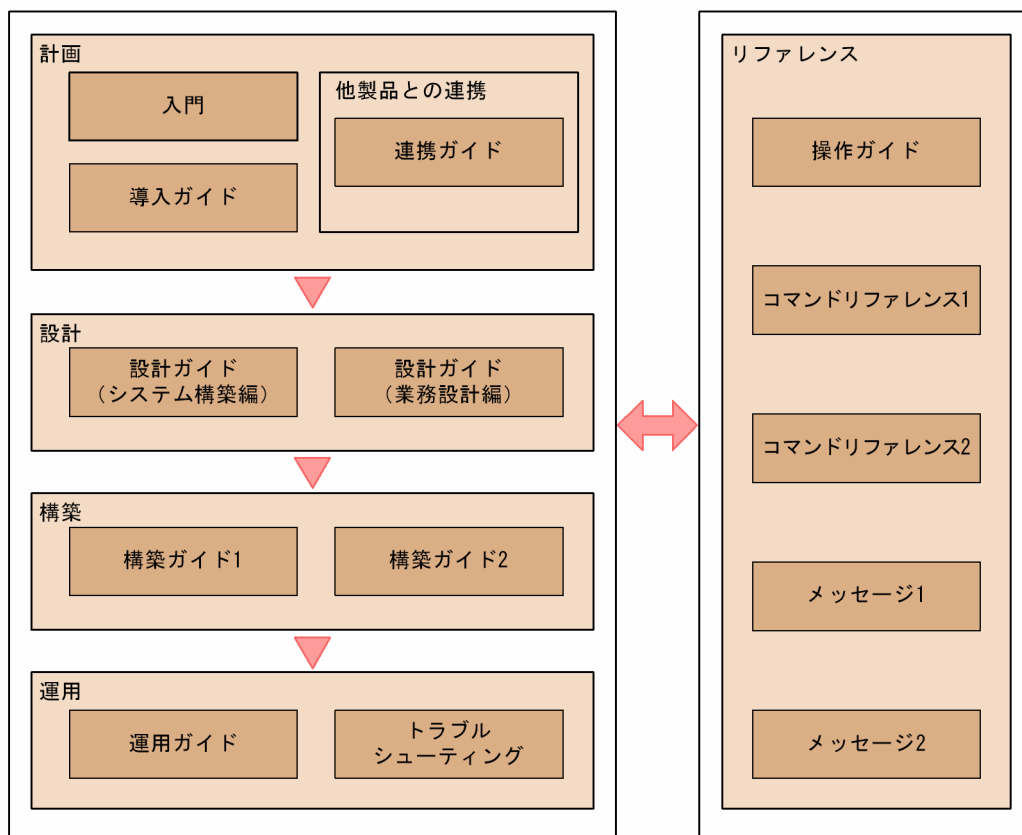 計画
入門
導入ガイド
他製品との連携
連携ガイド
設計
設計ガイド
（システム構築編）
設計ガイド
（業務設計編）
構築
構築ガイド1
構築ガイド2
運用
運用ガイド
トラブル
シューティング
リファレンス
操作ガイド
コマンドリファレンス1
コマンドリファレンス2
メッセージ1
メッセージ2